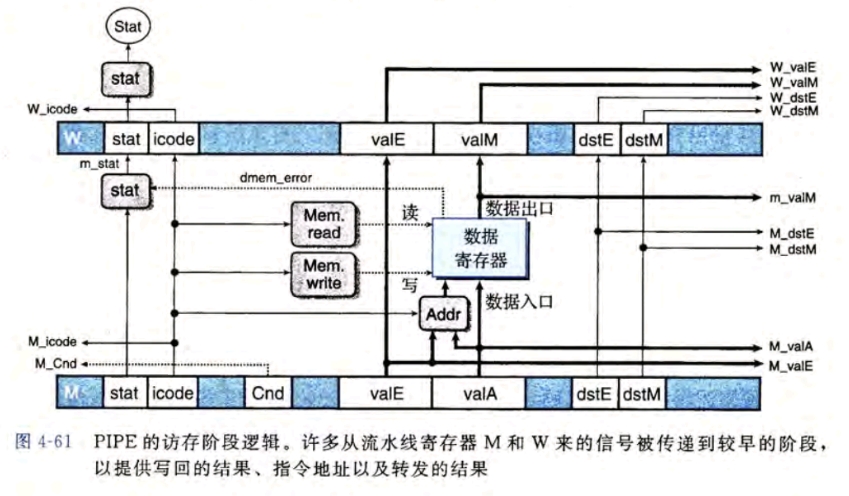 Stat
stat
W_valE
W_valM
W_dstE
W_dstM
W_icode
W stat icode valE valM dstE dstM
m_stat
stat
dmem_error
m_valM
数据出口
读
Mem. read
数据
寄存器
M_dstE
M_dstM
Mem. write
写
数据入口
Addr
M_icode
M_valA
M_Cnd
M_valE
M stat icode Cnd valE valA dstE dstM
图 4-61 PIPE 的访存阶段逻辑。许多从流水线寄存器 M 和 W 来的信号被传递到较早的阶段，
以提供写回的结果、指令地址以及转发的结果